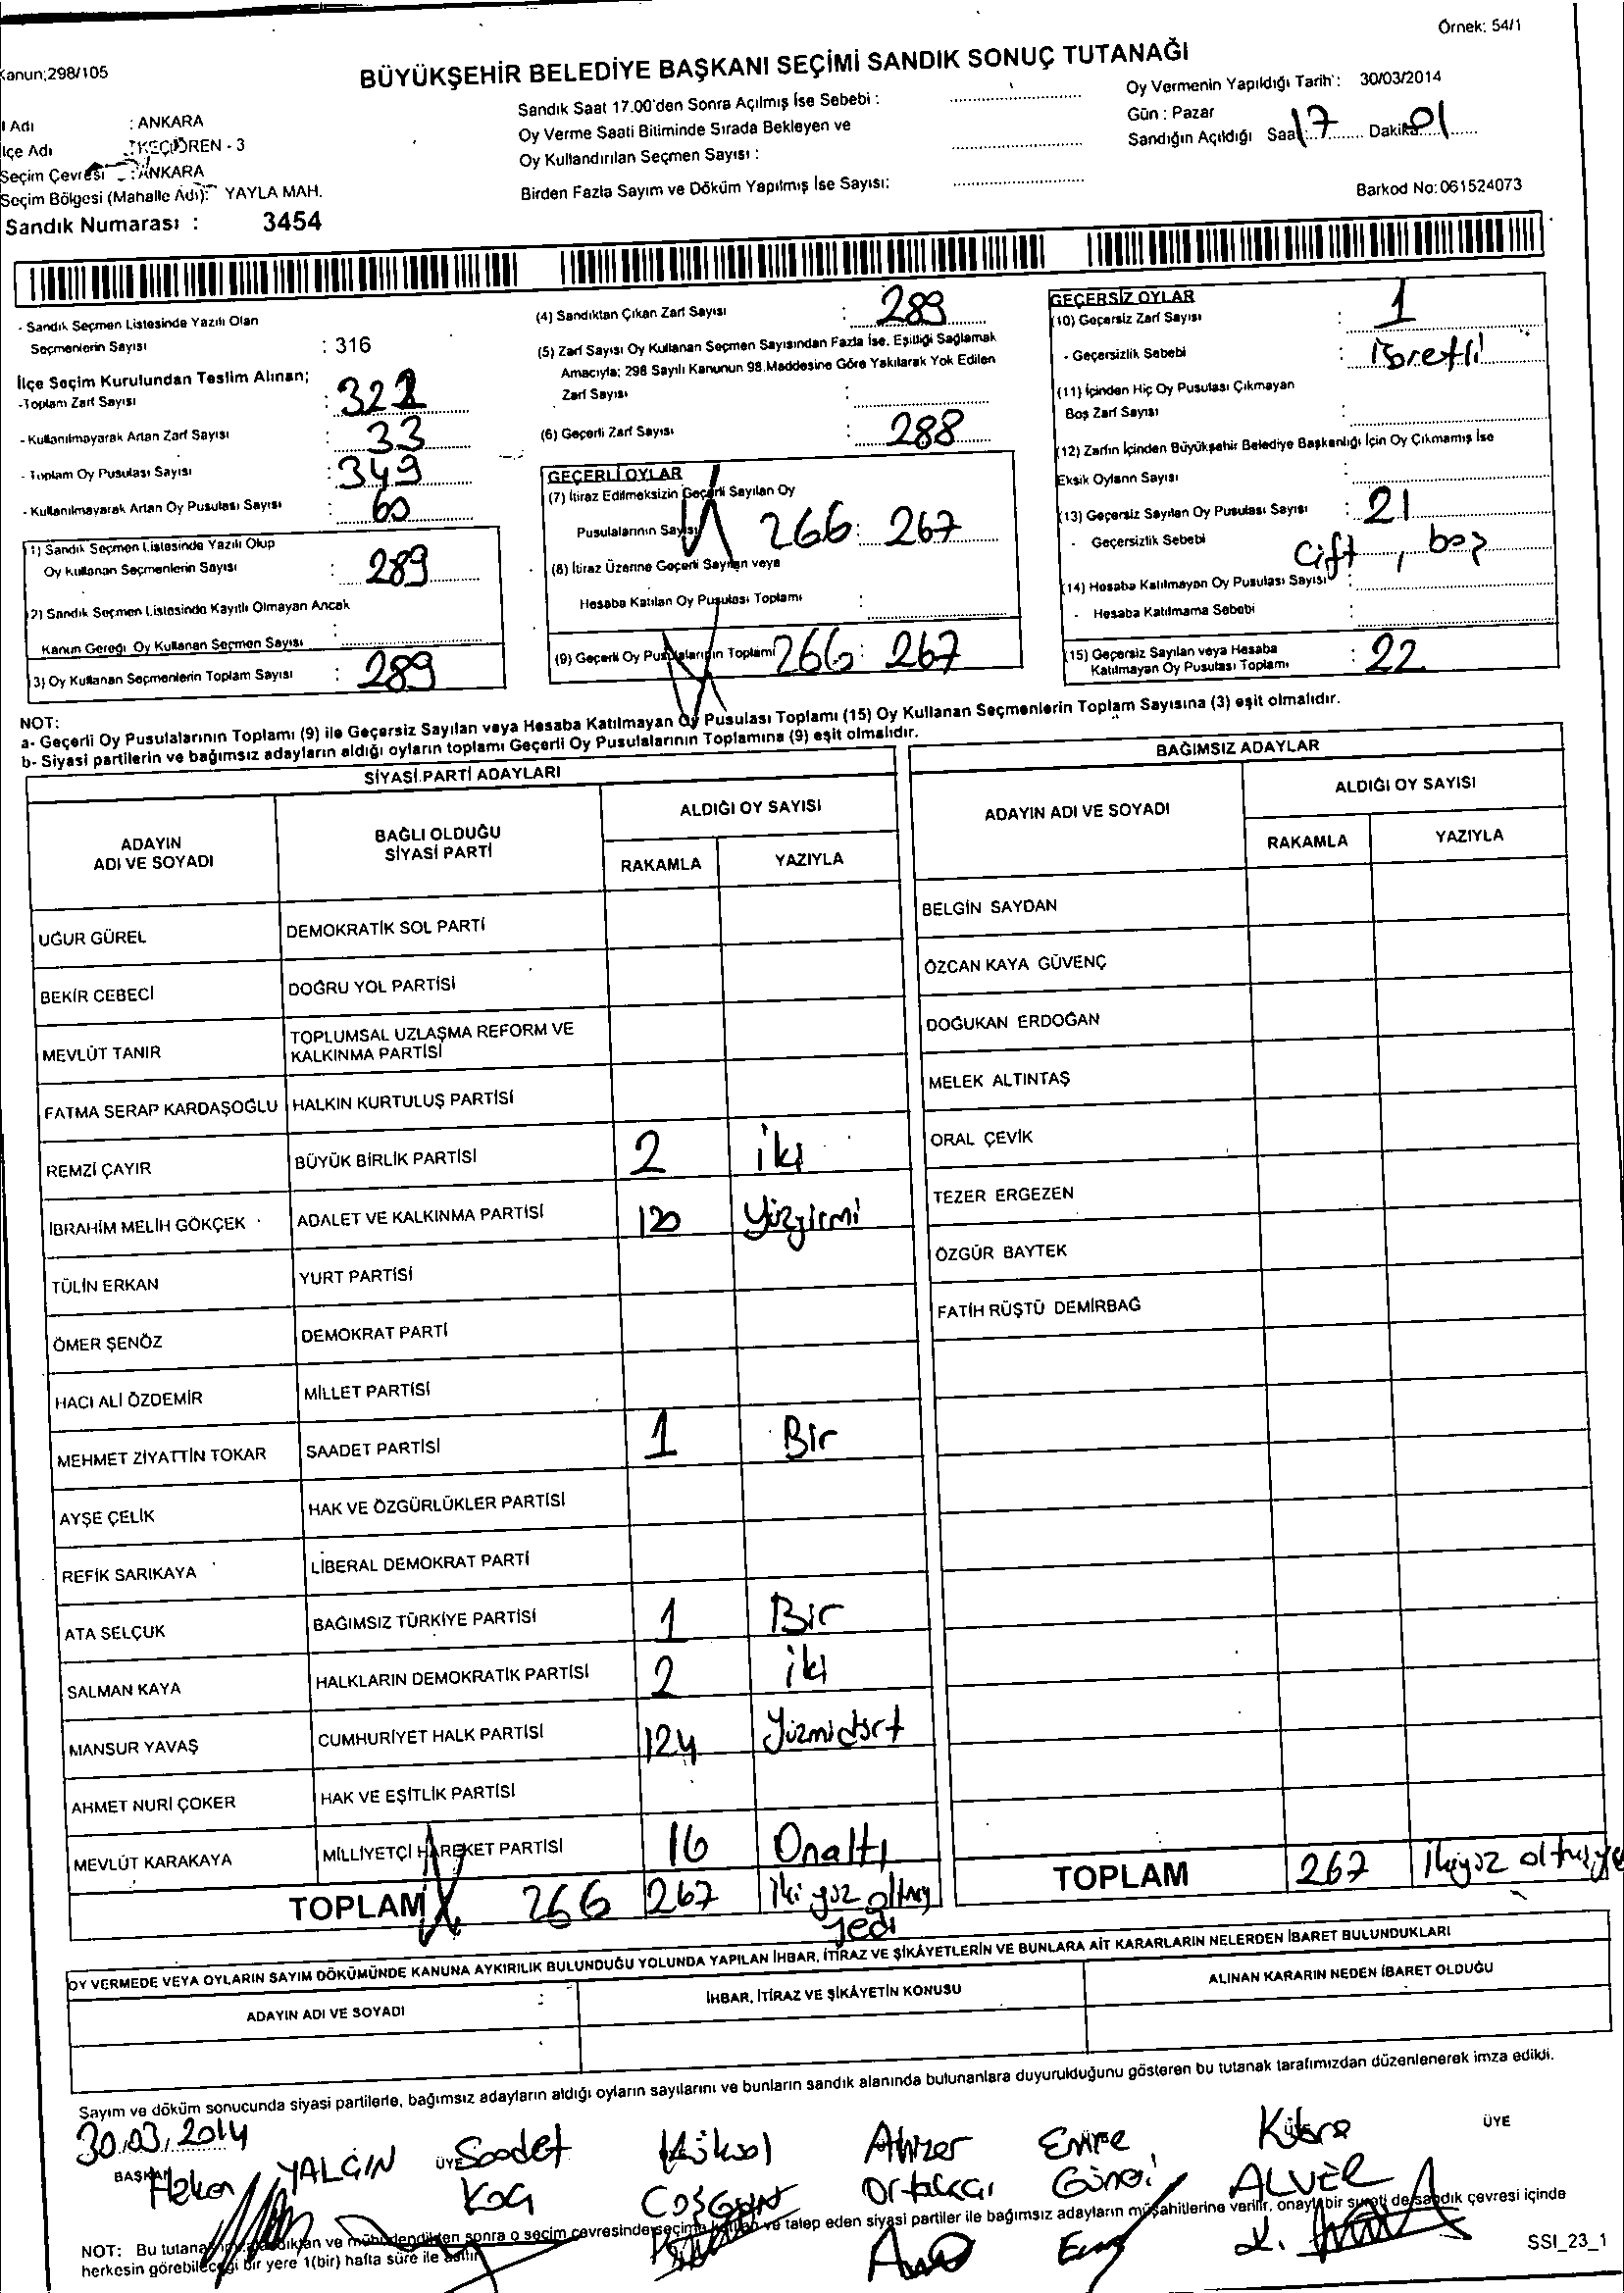 Örnek: 54/1
Kanun;298/105
BÜYÜKŞEHİR BELEDİYE BAŞKANI SEÇİMİ SANDIK SONUÇ TUTANAĞI
l Adı : ANKARA
lçe Adı : KEÇİÖREN - 3
Seçim Çevresi : ANKARA
Seçim Bölgesi (Mahalle Adı): YAYLA MAH.
Sandık Numarası : 3454
Sandık Saat 17.00'den Sonra Açılmış İse Sebebi :
Oy Verme Saati Bitiminde Sırada Bekleyen ve
Oy Kullandırılan Seçmen Sayısı :
Birden Fazla Sayım ve Döküm Yapılmış İse Sayısı:
Oy Vermenin Yapıldığı Tarih : 30/03/2014
Gün : Pazar
Sandığın Açıldığı Saat: 17 Dakika 01
Barkod No: 061524073
- Sandık Seçmen Listesinde Yazılı Olan
Seçmenlerin Sayısı : 316
İlçe Seçim Kurulundan Teslim Alınan;
-Toplam Zarf Sayısı : 322
- Kullanılmayarak Artan Zarf Sayısı : 33
- Toplam Oy Pusulası Sayısı : 349
- Kullanılmayarak Artan Oy Pusulası Sayısı : 60
(1) Sandık Seçmen Listesinde Yazılı Olup
Oy Kullanan Seçmenlerin Sayısı : 289
(2) Sandık Seçmen Listesinde Kayıtlı Olmayan Ancak
Kanun Gereği Oy Kullanan Seçmen Sayısı :
(3) Oy Kullanan Seçmenlerin Toplam Sayısı : 289
(4) Sandıktan Çıkan Zarf Sayısı : 289
(5) Zarf Sayısı Oy Kullanan Seçmen Sayısından Fazla İse, Eşitliği Sağlamak
Amacıyla; 298 Sayılı Kanunun 98.Maddesine Göre Yakılarak Yok Edilen
Zarf Sayısı :
(6) Geçerli Zarf Sayısı : 288
GEÇERLİ OYLAR
(7) İtiraz Edilmeksizin Geçerli Sayılan Oy
Pusulalarının Sayısı 266 : 267
(8) İtiraz Üzerine Geçerli Sayılan veya
Hesaba Katılan Oy Pusulası Toplamı :
(9) Geçerli Oy Pusulalarının Toplamı 266 : 267
GEÇERSİZ OYLAR
(10) Geçersiz Zarf Sayısı : 1
- Geçersizlik Sebebi : işretli
(11) İçinden Hiç Oy Pusulası Çıkmayan
Boş Zarf Sayısı :
(12) Zarfın İçinden Büyükşehir Belediye Başkanlığı İçin Oy Çıkmamış İse
Eksik Oyların Sayısı :
(13) Geçersiz Sayılan Oy Pusulası Sayısı : 21
- Geçersizlik Sebebi Çift , boş
(14) Hesaba Katılmayan Oy Pusulası Sayısı :
- Hesaba Katılmama Sebebi :
(15) Geçersiz Sayılan veya Hesaba
Katılmayan Oy Pusulası Toplamı : 22
NOT:
a- Geçerli Oy Pusulalarının Toplamı (9) ile Geçersiz Sayılan veya Hesaba Katılmayan Oy Pusulası Toplamı (15) Oy Kullanan Seçmenlerin Toplam Sayısına (3) eşit olmalıdır.
b- Siyasi partilerin ve bağımsız adayların aldığı oyların toplamı Geçerli Oy Pusulalarının Toplamına (9) eşit olmalıdır.
SİYASİ PARTİ ADAYLARI
ADAYIN ADI VE SOYADI
BAĞLI OLDUĞU SİYASİ PARTİ
ALDIĞI OY SAYISI
RAKAMLA YAZIYLA
UĞUR GÜREL DEMOKRATİK SOL PARTİ
BEKİR CEBECİ DOĞRU YOL PARTİSİ
MEVLÜT TANIR TOPLUMSAL UZLAŞMA REFORM VE
KALKINMA PARTİSİ
FATMA SERAP KARDAŞOĞLU HALKIN KURTULUŞ PARTİSİ
REMZİ ÇAYIR BÜYÜK BİRLİK PARTİSİ 2 iki
İBRAHİM MELİH GÖKÇEK ADALET VE KALKINMA PARTİSİ 120 Yüzyirmi
TÜLİN ERKAN YURT PARTİSİ
ÖMER ŞENÖZ DEMOKRAT PARTİ
HACI ALİ ÖZDEMİR MİLLET PARTİSİ
MEHMET ZİYATTİN TOKAR SAADET PARTİSİ 1 Bir
AYŞE ÇELİK HAK VE ÖZGÜRLÜKLER PARTİSİ
REFİK SARIKAYA LİBERAL DEMOKRAT PARTİ
ATA SELÇUK BAĞIMSIZ TÜRKİYE PARTİSİ 1 Bir
SALMAN KAYA HALKLARIN DEMOKRATİK PARTİSİ 2 iki
MANSUR YAVAŞ CUMHURİYET HALK PARTİSİ 124 Yüzmidört
AHMET NURİ ÇOKER HAK VE EŞİTLİK PARTİSİ
MEVLÜT KARAKAYA MİLLİYETÇİ HAREKET PARTİSİ 16 Onaltı
TOPLAM 266 267 iki yüz altmış
yedi
BAĞIMSIZ ADAYLAR
ADAYIN ADI VE SOYADI
ALDIĞI OY SAYISI
RAKAMLA YAZIYLA
BELGİN SAYDAN
ÖZCAN KAYA GÜVENÇ
DOĞUKAN ERDOĞAN
MELEK ALTINTAŞ
ORAL ÇEVİK
TEZER ERGEZEN
ÖZGÜR BAYTEK
FATİH RÜŞTÜ DEMİRBAĞ
TOPLAM 267
OY VERMEDE VEYA OYLARIN SAYIM DÖKÜMÜNDE KANUNA AYKIRILIK BULUNDUĞU YOLUNDA YAPILAN İHBAR, İTİRAZ VE ŞİKÂYETLERİN VE BUNLARA AİT KARARLARIN NELERDEN İBARET BULUNDUKLARI
ADAYIN ADI VE SOYADI İHBAR, İTİRAZ VE ŞİKÂYETİN KONUSU ALINAN KARARIN NEDEN İBARET OLDUĞU
Sayım ve döküm sonucunda siyasi partilerle, bağımsız adayların aldığı oyların sayılarını ve bunların sandık alanında bulunanlara duyurulduğunu gösteren bu tutanak tarafımızdan düzenlenerek imza edildi.
30.03.2014
BAŞKAN Hakan YALÇIN
ÜYE Saadet Koç
Köksal COŞGUN
Emre Günei
Kübra ALVER
ÜYE
NOT: Bu tutanak ve mühürlendikten sonra o seçim çevresinde seçime katılan ve talep eden siyasi partiler ile bağımsız adayların müşahitlerine verilir, onaylı bir sureti de sandık çevresi içinde
herkesin görebileceği bir yere 1(bir) hafta süre ile asılır.
SSI_23_1